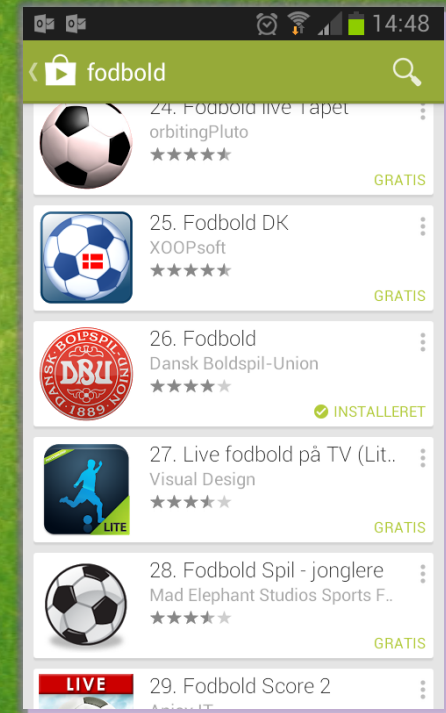 14:48
fodbold
24. Fodbold live Tapet
orbitingPluto
GRATIS
25. Fodbold DK
XOOPsoft
GRATIS
DANSK BOLDSPIL-UNION
DBU
1889
26. Fodbold
Dansk Boldspil-Union
INSTALLERET
LITE
27. Live fodbold på TV (Lit..
Visual Design
GRATIS
28. Fodbold Spil - jonglere
Mad Elephant Studios Sports F..
GRATIS
LIVE
29. Fodbold Score 2